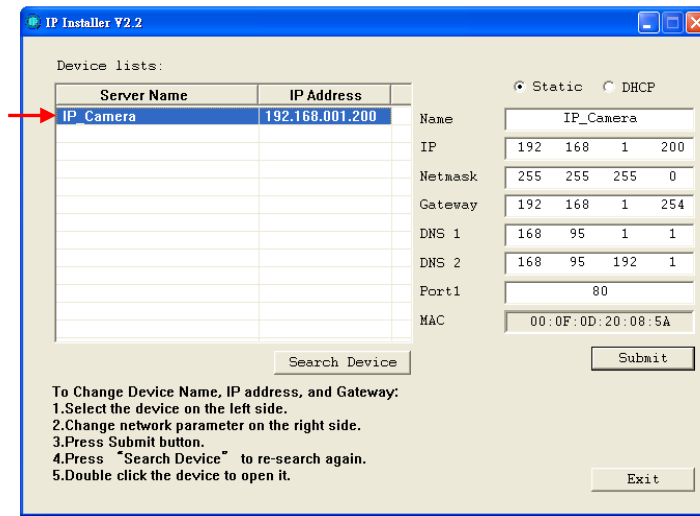 IP Installer V2.2
Device lists:
Static DHCP
Server Name IP Address
IP_Camera 192.168.001.200
Name IP_Camera
IP 192 168 1 200
Netmask 255 255 255 0
Gateway 192 168 1 254
DNS 1 168 95 1 1
DNS 2 168 95 192 1
Port1 80
MAC 00:0F:0D:20:08:5A
Search Device
Submit
To Change Device Name, IP address, and Gateway:
1.Select the device on the left side.
2.Change network parameter on the right side.
3.Press Submit button.
4.Press “Search Device” to re-search again.
5.Double click the device to open it.
Exit